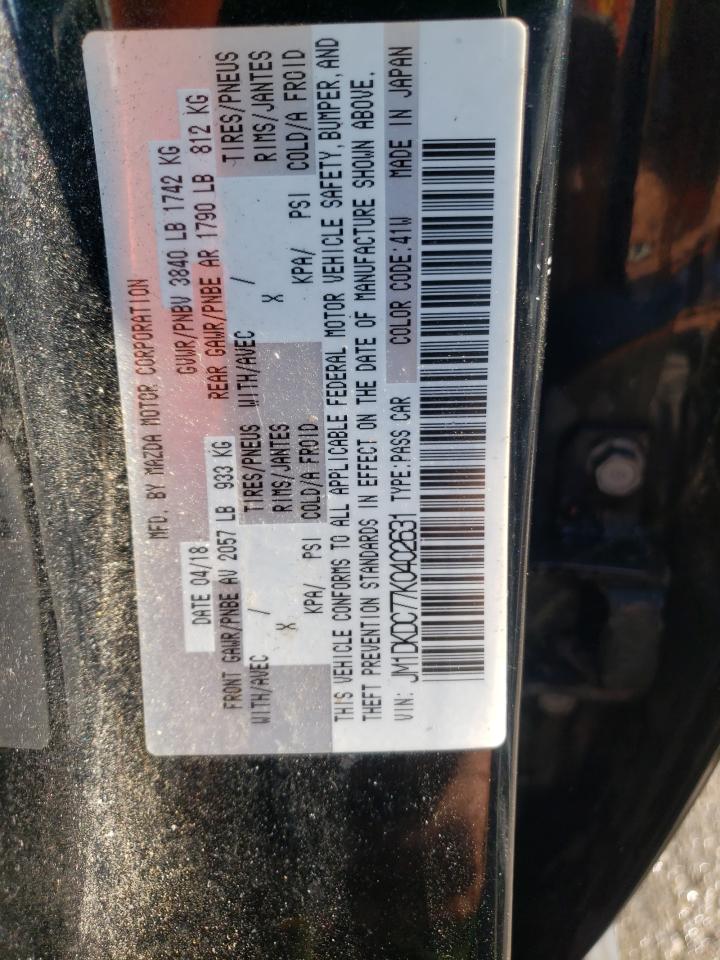 MFD. BY MAZDA MOTOR CORPORATION
DATE 04/18 GVWR/PNBV 3840 LB 1742 KG
FRONT GAWR/PNBE AV 2057 LB 933 KG REAR GAWR/PNBE AR 1790 LB 812 KG
WITH/AVEC TIRES/PNEUS WITH/AVEC TIRES/PNEUS
X / RIMS/JANTES X / RIMS/JANTES
KPA/ PSI COLD/A FROID KPA/ PSI COLD/A FROID
THIS VEHICLE CONFORMS TO ALL APPLICABLE FEDERAL MOTOR VEHICLE SAFETY, BUMPER, AND
THEFT PREVENTION STANDARDS IN EFFECT ON THE DATE OF MANUFACTURE SHOWN ABOVE.
VIN: JM1DKDC77K0402631 TYPE:PASS CAR COLOR CODE:41W MADE IN JAPAN